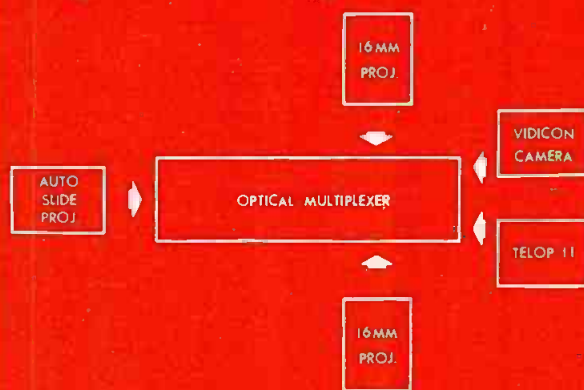 16MM
PROJ.
VIDICON
CAMERA
AUTO
SLIDE
PROJ
OPTICAL MULTIPLEXER
TELOP II
16MM
PROJ.